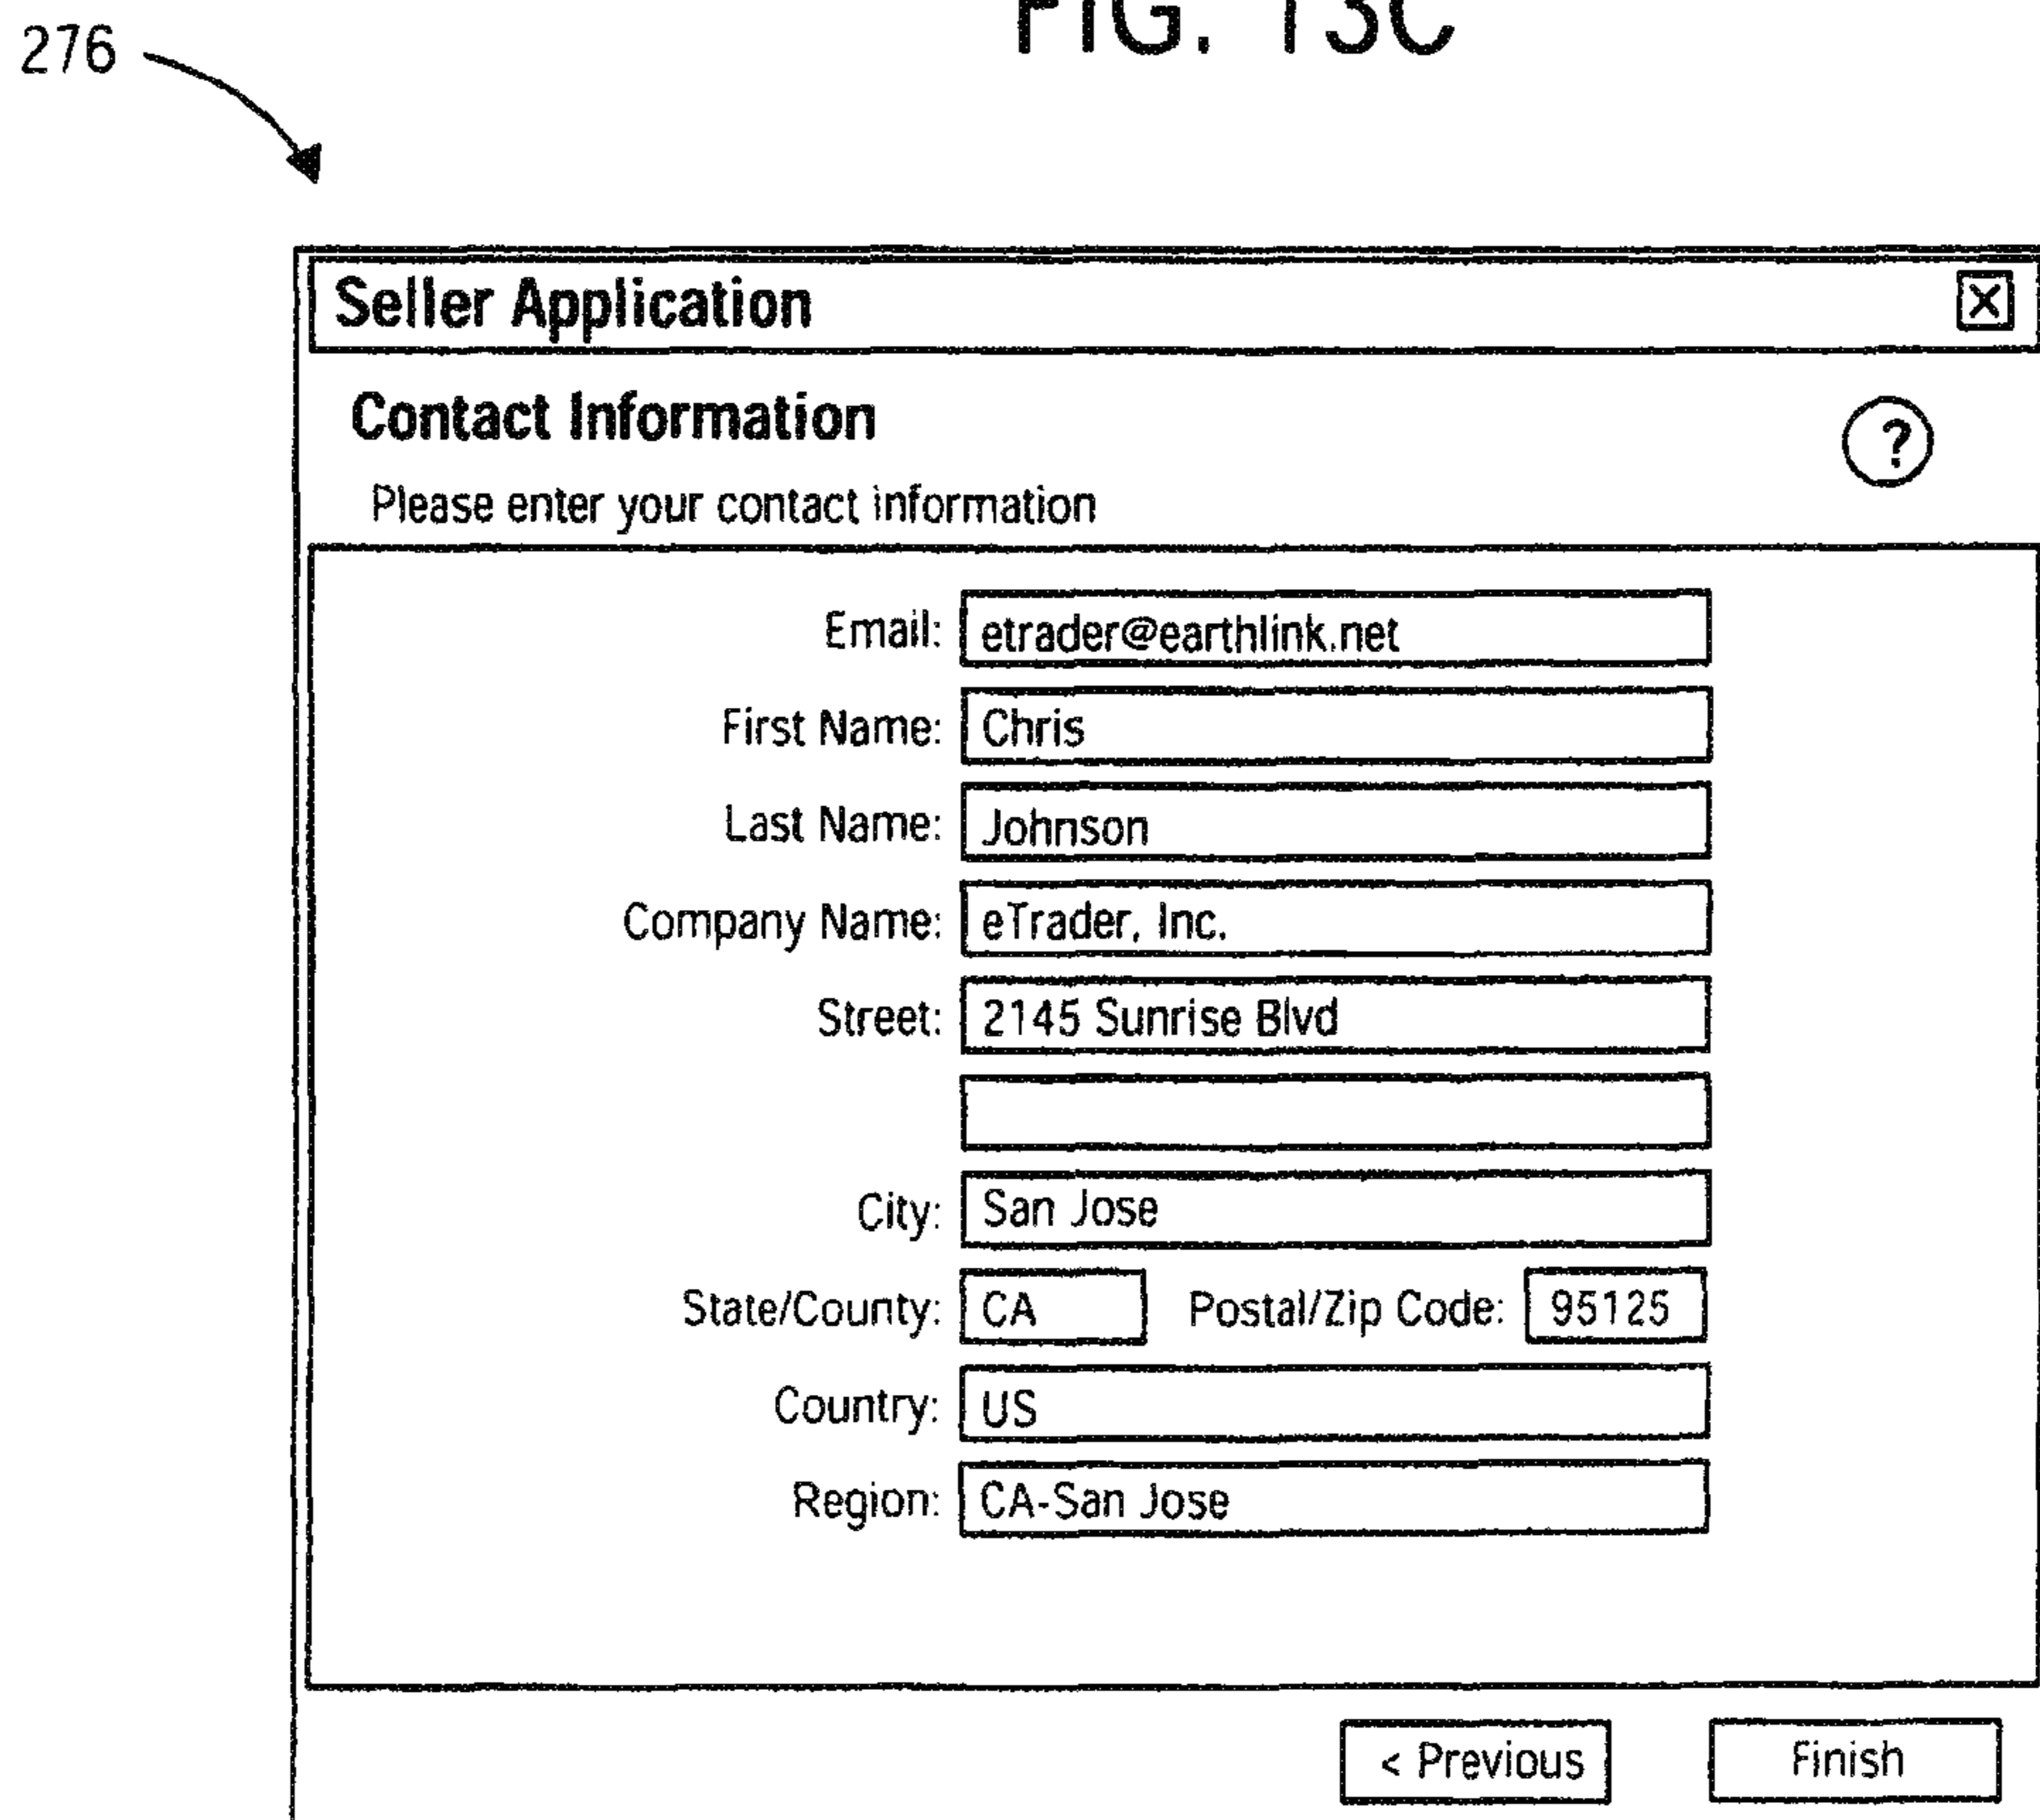 FIG. 13C
276
Seller Application
Contact Information
?
Please enter your contact information
Email: etrader@earthlink.net
First Name: Chris
Last Name: Johnson
Company Name: eTrader, Inc.
Street: 2145 Sunrise Blvd
City: San Jose
State/County: CA Postal/Zip Code: 95125
Country: US
Region: CA-San Jose
< Previous Finish